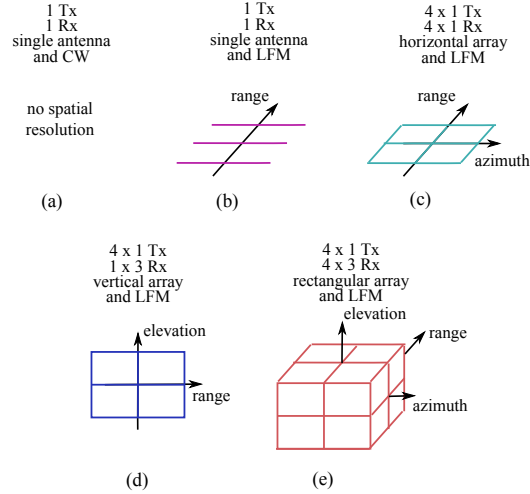 1 Tx
1 Rx
single antenna
and CW
no spatial
resolution
(a)
1 Tx
1 Rx
single antenna
and LFM
range
(b)
4 x 1 Tx
4 x 1 Rx
horizontal array
and LFM
range
azimuth
(c)
4 x 1 Tx
1 x 3 Rx
vertical array
and LFM
elevation
range
(d)
4 x 1 Tx
4 x 3 Rx
rectangular array
and LFM
elevation
range
azimuth
(e)